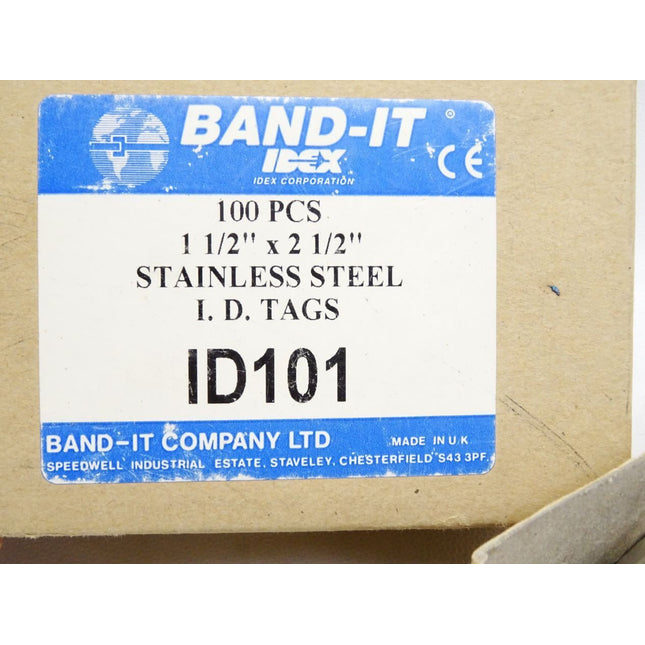 BAND-IT ®
IDEX
IDEX CORPORATION
CE
100 PCS
1 1/2" x 2 1/2"
STAINLESS STEEL
I. D. TAGS
ID101
BAND-IT COMPANY LTD MADE IN U.K.
SPEEDWELL INDUSTRIAL ESTATE, STAVELEY, CHESTERFIELD S43 3PF.